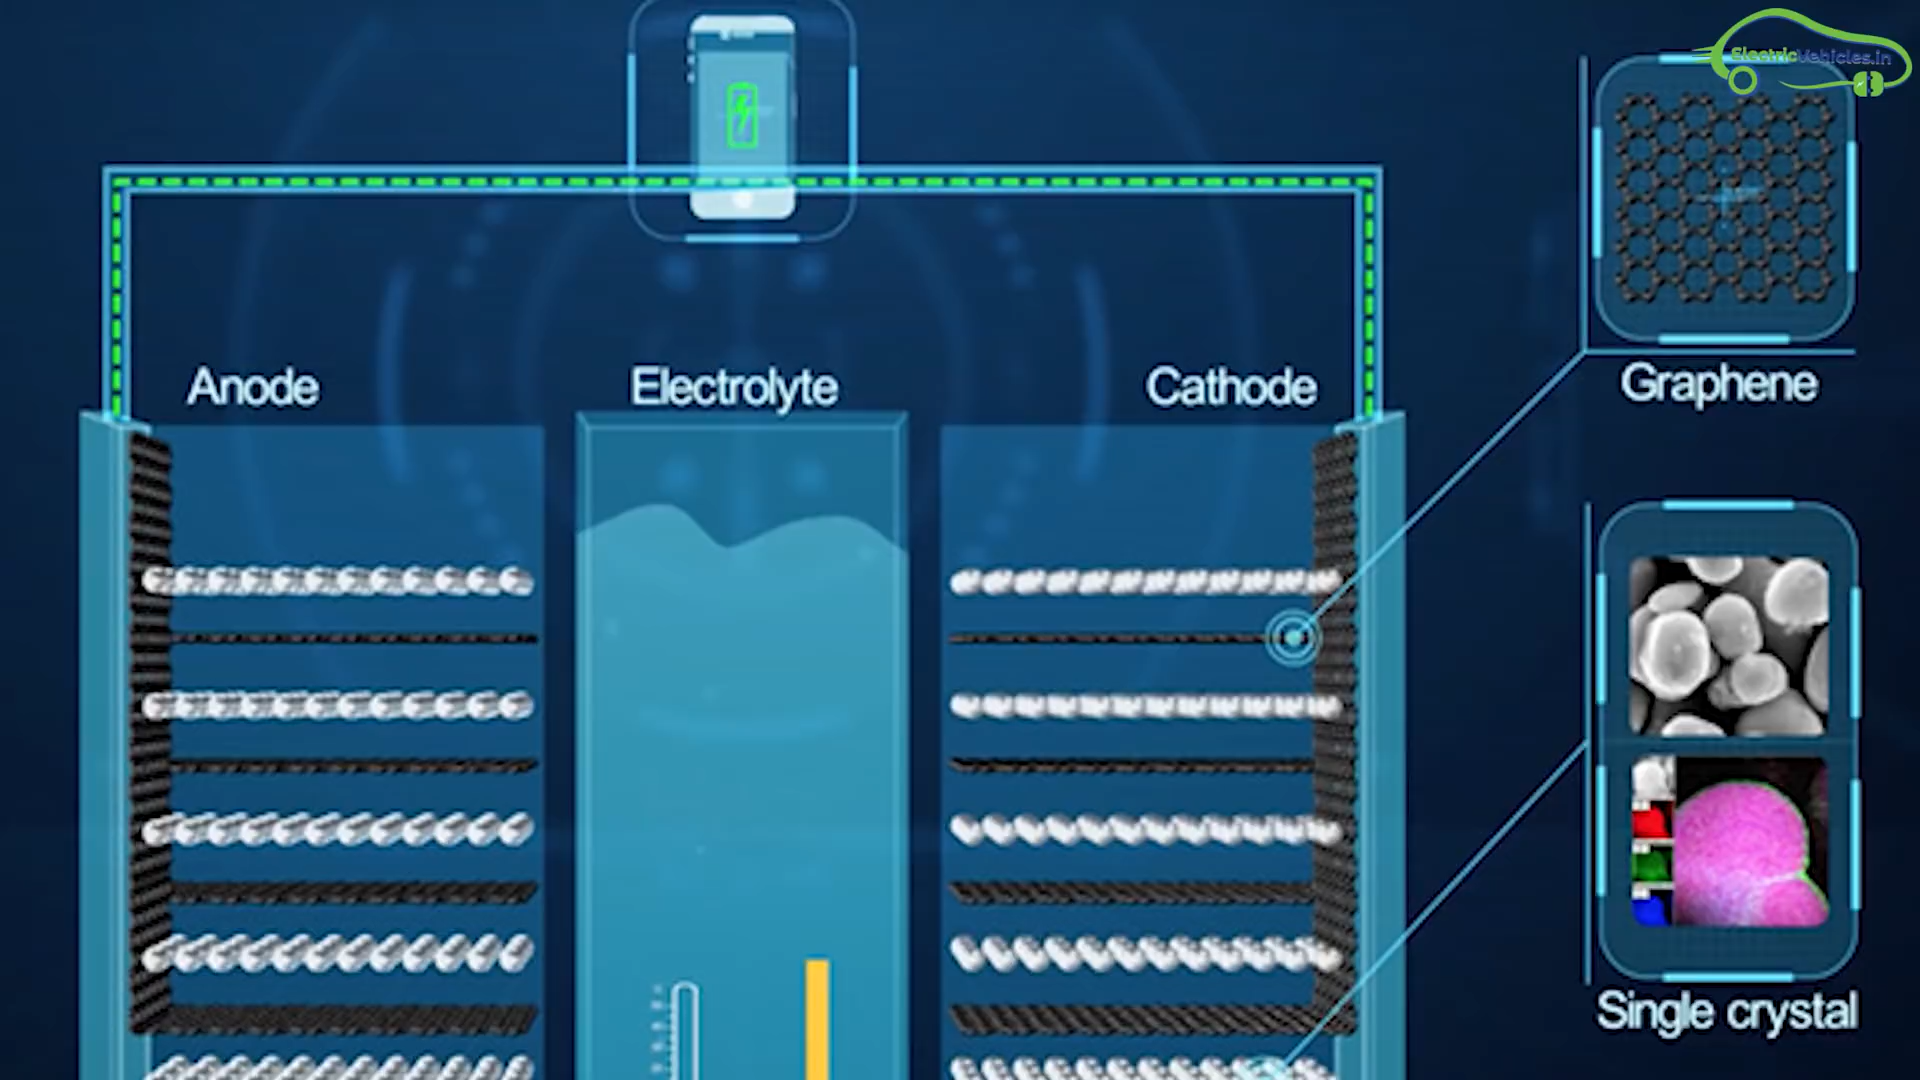 ElectricVehicles.in
Anode
Electrolyte
Cathode
Graphene
Single crystal